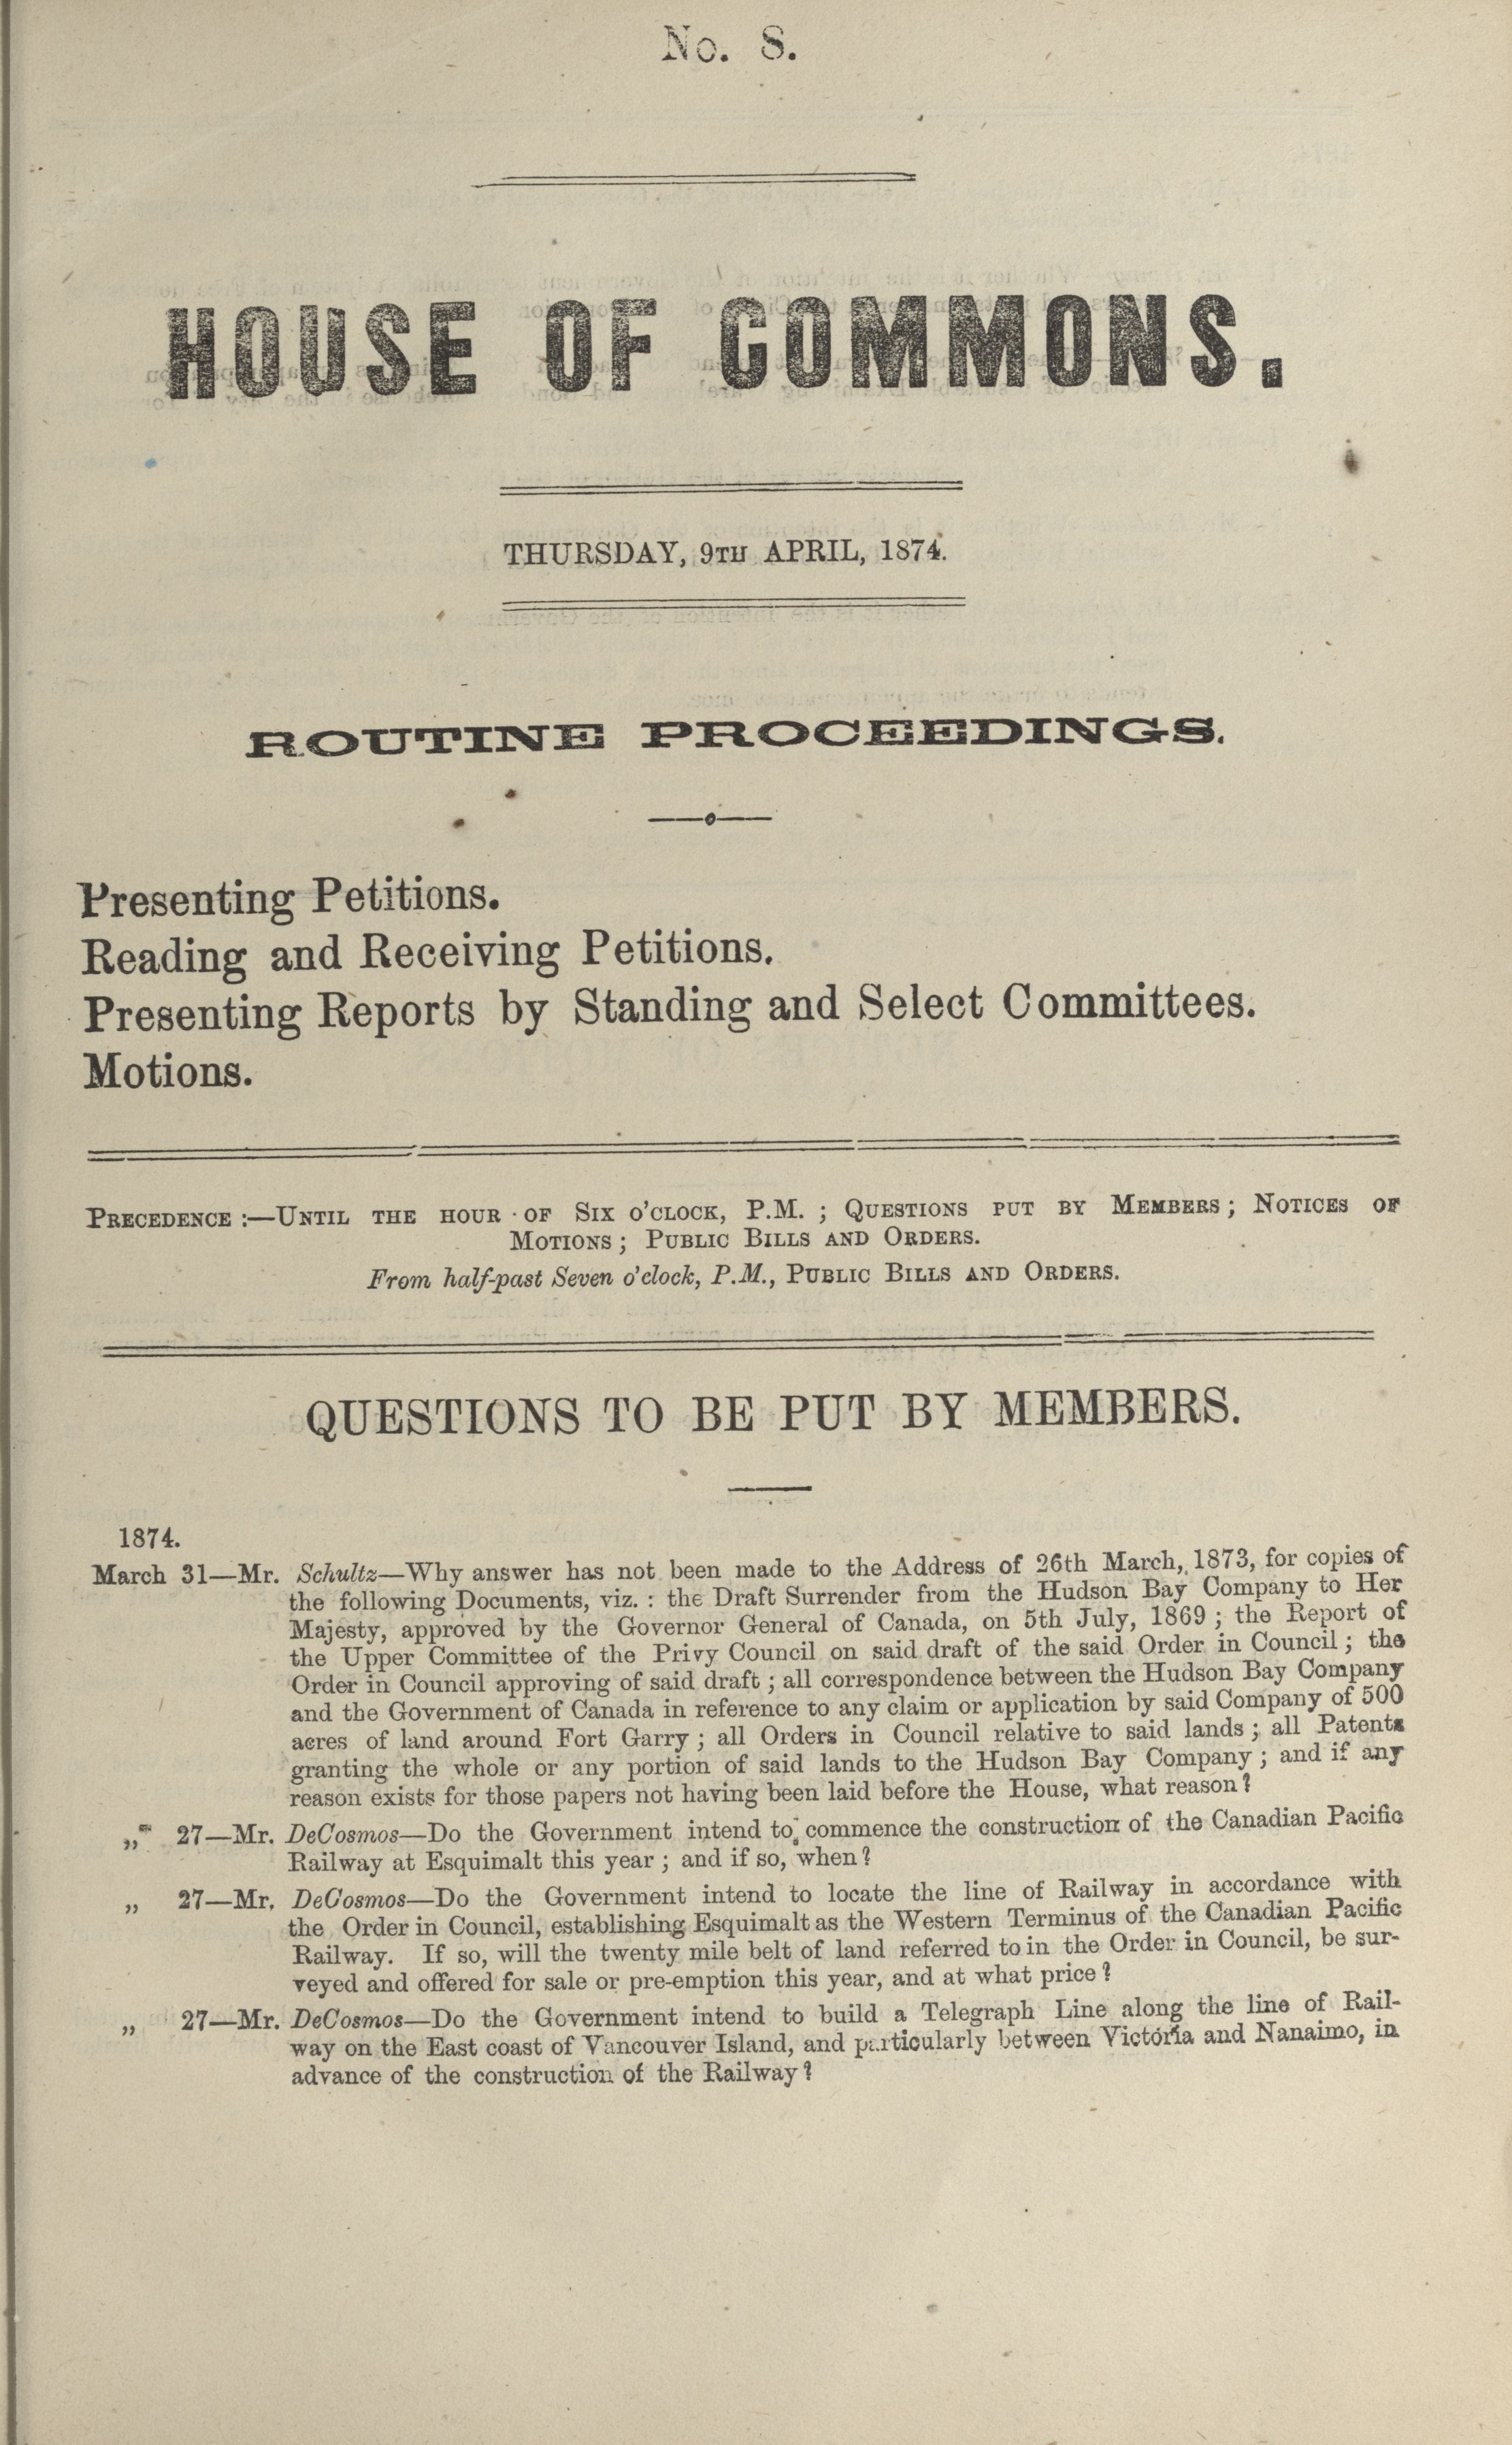 No. 8.
HOUSE OF COMMONS.
THURSDAY, 9TH APRIL, 1874.
ROUTINE PROCEEDINGS.
Presenting Petitions.
Reading and Receiving Petitions.
Presenting Reports by Standing and Select Committees.
Motions.
PRECEDENCE :—UNTIL THE HOUR OF SIX O'CLOCK, P.M. ; QUESTIONS PUT BY MEMBERS ; NOTICES OF
MOTIONS ; PUBLIC BILLS AND ORDERS.
From half-past Seven o'clock, P.M., PUBLIC BILLS AND ORDERS.
QUESTIONS TO BE PUT BY MEMBERS.
1874.
March 31—Mr. Schultz—Why answer has not been made to the Address of 26th March, 1873, for copies of
the following Documents, viz. : the Draft Surrender from the Hudson Bay Company to Her
Majesty, approved by the Governor General of Canada, on 5th July, 1869 ; the Report of
the Upper Committee of the Privy Council on said draft of the said Order in Council ; the
Order in Council approving of said draft ; all correspondence between the Hudson Bay Company
and the Government of Canada in reference to any claim or application by said Company of 500
acres of land around Fort Garry ; all Orders in Council relative to said lands ; all Patents
granting the whole or any portion of said lands to the Hudson Bay Company ; and if any
reason exists for those papers not having been laid before the House, what reason ?
„ 27—Mr. DeCosmos—Do the Government intend to commence the construction of the Canadian Pacific
Railway at Esquimalt this year ; and if so, when ?
„ 27—Mr. DeCosmos—Do the Government intend to locate the line of Railway in accordance with
the Order in Council, establishing Esquimalt as the Western Terminus of the Canadian Pacific
Railway. If so, will the twenty mile belt of land referred to in the Order in Council, be sur-
veyed and offered for sale or pre-emption this year, and at what price ?
„ 27—Mr. DeCosmos—Do the Government intend to build a Telegraph Line along the line of Rail-
way on the East coast of Vancouver Island, and particularly between Victoria and Nanaimo, in
advance of the construction of the Railway ?